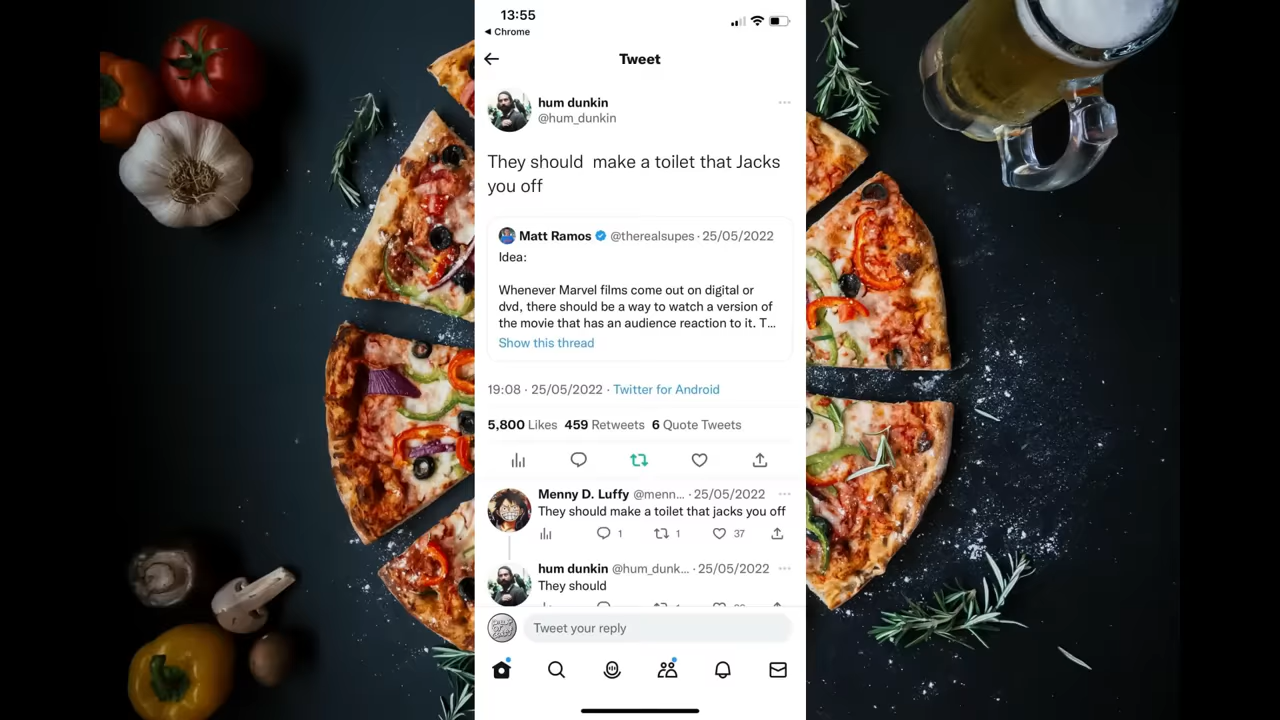 13:55
◀ Chrome
Tweet
hum dunkin
@hum_dunkin
They should  make a toilet that Jacks
you off
Matt Ramos @therealsupes · 25/05/2022
Idea:
Whenever Marvel films come out on digital or
dvd, there should be a way to watch a version of
the movie that has an audience reaction to it. T...
Show this thread
19:08 · 25/05/2022 · Twitter for Android
5,800 Likes 459 Retweets 6 Quote Tweets
Menny D. Luffy @menn... · 25/05/2022
They should make a toilet that jacks you off
1 1 37
hum dunkin @hum_dunk... · 25/05/2022
They should
Tweet your reply